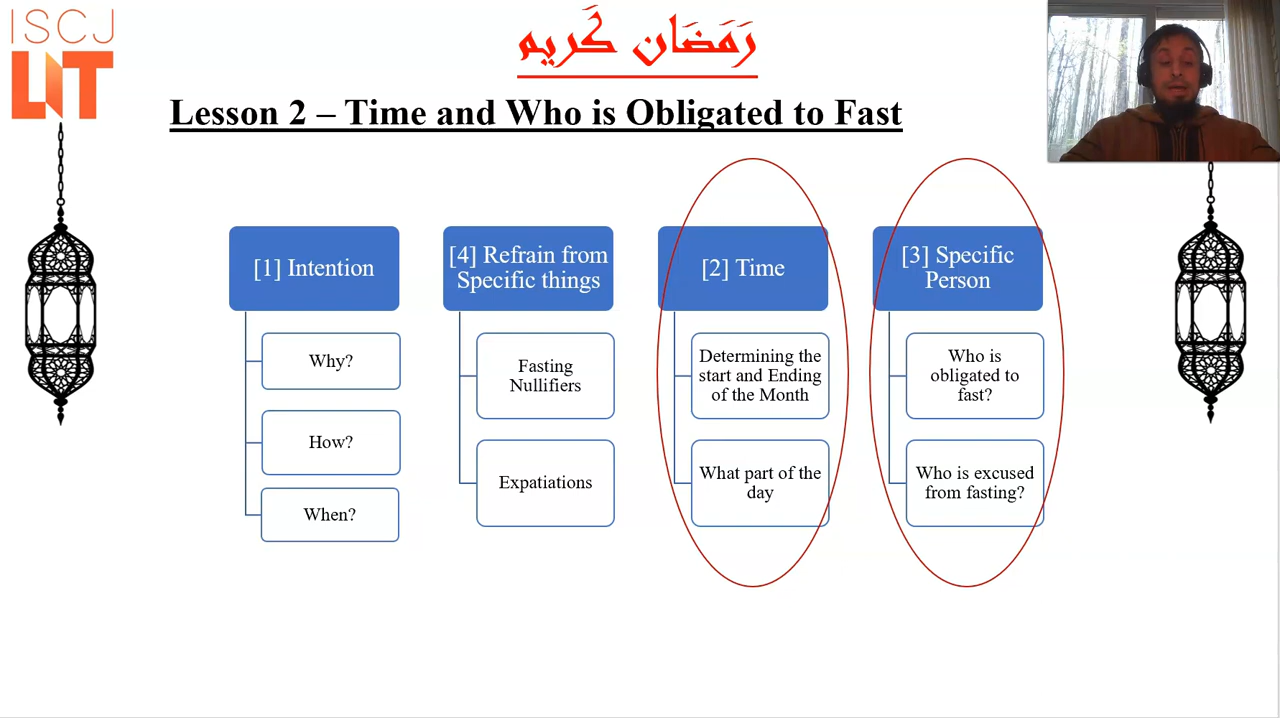 ISCJ
LIT
رَمَضَان كَريم
Lesson 2 – Time and Who is Obligated to Fast
[1] Intention
Why?
How?
When?
[4] Refrain from
Specific things
Fasting
Nullifiers
Expatiations
[2] Time
Determining the
start and Ending
of the Month
What part of the
day
[3] Specific
Person
Who is
obligated to
fast?
Who is excused
from fasting?